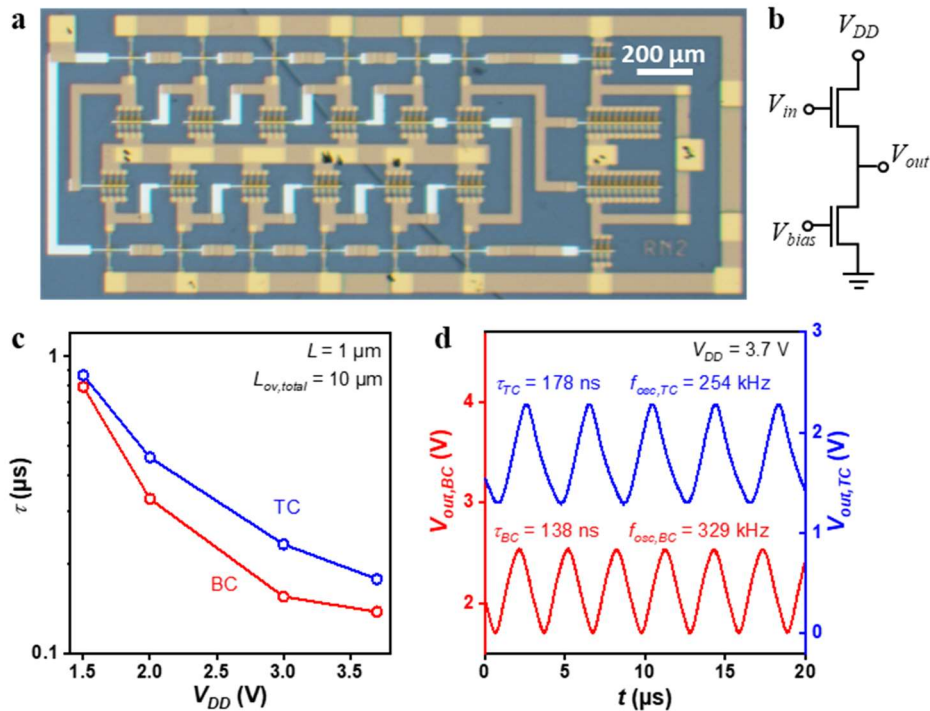 a
200 μm
RN2
b
V_DD
V_in
V_out
V_bias
c
L = 1 μm
L_ov,total = 10 μm
TC
BC
1
0.1
τ (μs)
1.5 2.0 2.5 3.0 3.5
V_DD (V)
d
V_DD = 3.7 V
τ_TC = 178 ns f_osc,TC = 254 kHz
τ_BC = 138 ns f_osc,BC = 329 kHz
4
3
2
V_out,BC (V)
3
2
1
0
V_out,TC (V)
0 5 10 15 20
t (μs)